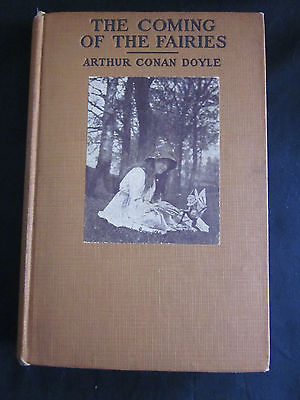 THE COMING
OF THE FAIRIES
ARTHUR CONAN DOYLE